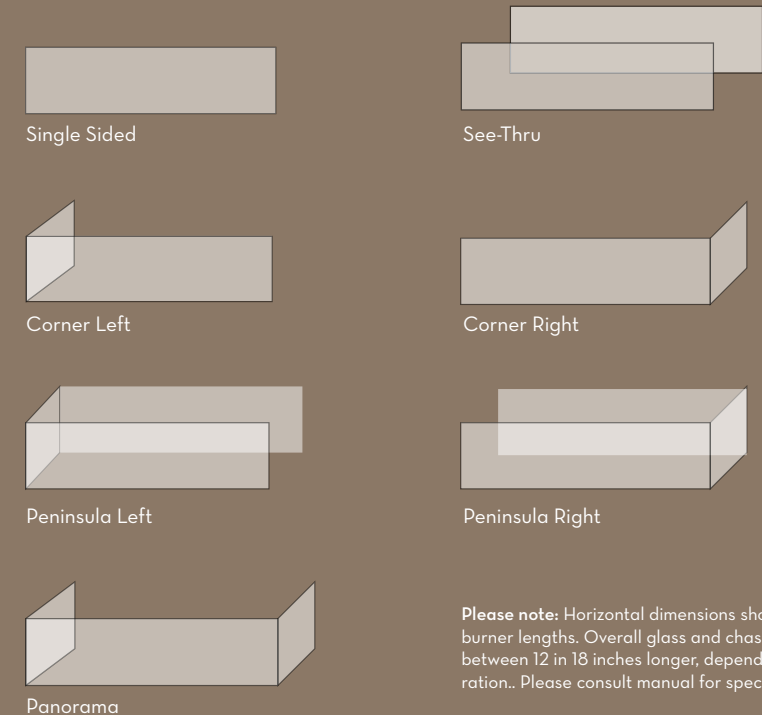 Single Sided
See-Thru
Corner Left
Corner Right
Peninsula Left
Peninsula Right
Panorama
Please note: Horizontal dimensions
burner lengths. Overall glass and
between 12 in 18 inches longer,
ration.. Please consult manual for